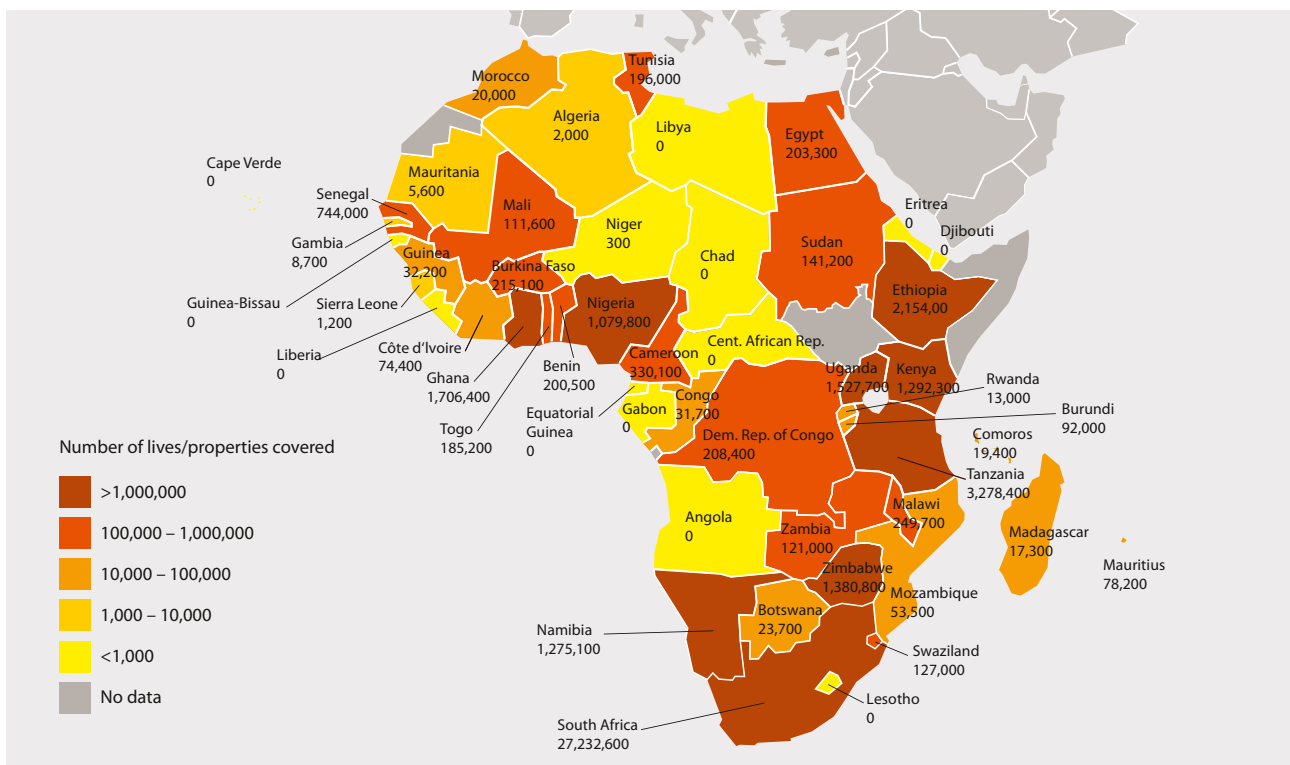 Tunisia
196,000
Morocco
20,000
Algeria
2,000
Libya
0
Egypt
203,300
Cape Verde
0
Mauritania
5,600
Senegal
744,000
Mali
111,600
Niger
300
Chad
0
Sudan
141,200
Eritrea
0
Djibouti
0
Gambia
8,700
Guinea
32,200
Burkina Faso
215,100
Nigeria
1,079,800
Ethiopia
2,154,00
Guinea-Bissau
0
Sierra Leone
1,200
Liberia
0
Côte d'Ivoire
74,400
Ghana
1,706,400
Togo
185,200
Benin
200,500
Equatorial
Guinea
0
Cameroon
330,100
Cent. African Rep.
0
Gabon
0
Congo
31,700
Dem. Rep. of Congo
208,400
Uganda
1,527,700
Kenya
1,292,300
Rwanda
13,000
Burundi
92,000
Comoros
19,400
Tanzania
3,278,400
Angola
0
Zambia
121,000
Malawi
249,700
Madagascar
17,300
Mauritius
78,200
Zimbabwe
1,380,800
Mozambique
53,500
Botswana
23,700
Namibia
1,275,100
Swaziland
127,000
Lesotho
0
South Africa
27,232,600
Number of lives/properties covered
>1,000,000
100,000 – 1,000,000
10,000 – 100,000
1,000 – 10,000
<1,000
No data